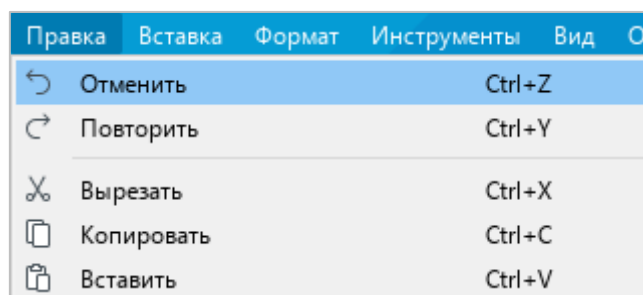 Правка Вставка Формат Инструменты Вид
Отменить Ctrl+Z
Повторить Ctrl+Y
Вырезать Ctrl+X
Копировать Ctrl+C
Вставить Ctrl+V